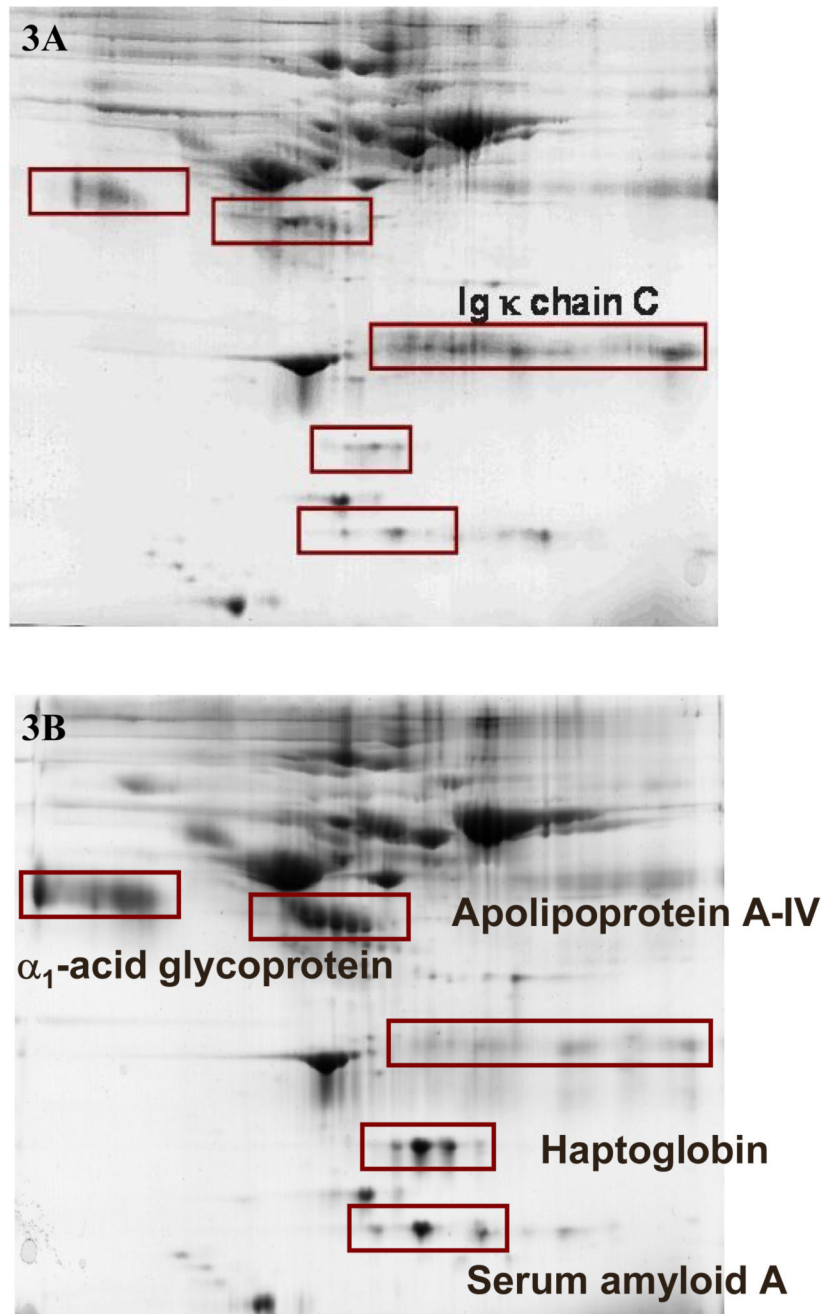 3A
Ig κ chain C
3B
Apolipoprotein A-IV
α₁-acid glycoprotein
Haptoglobin
Serum amyloid A